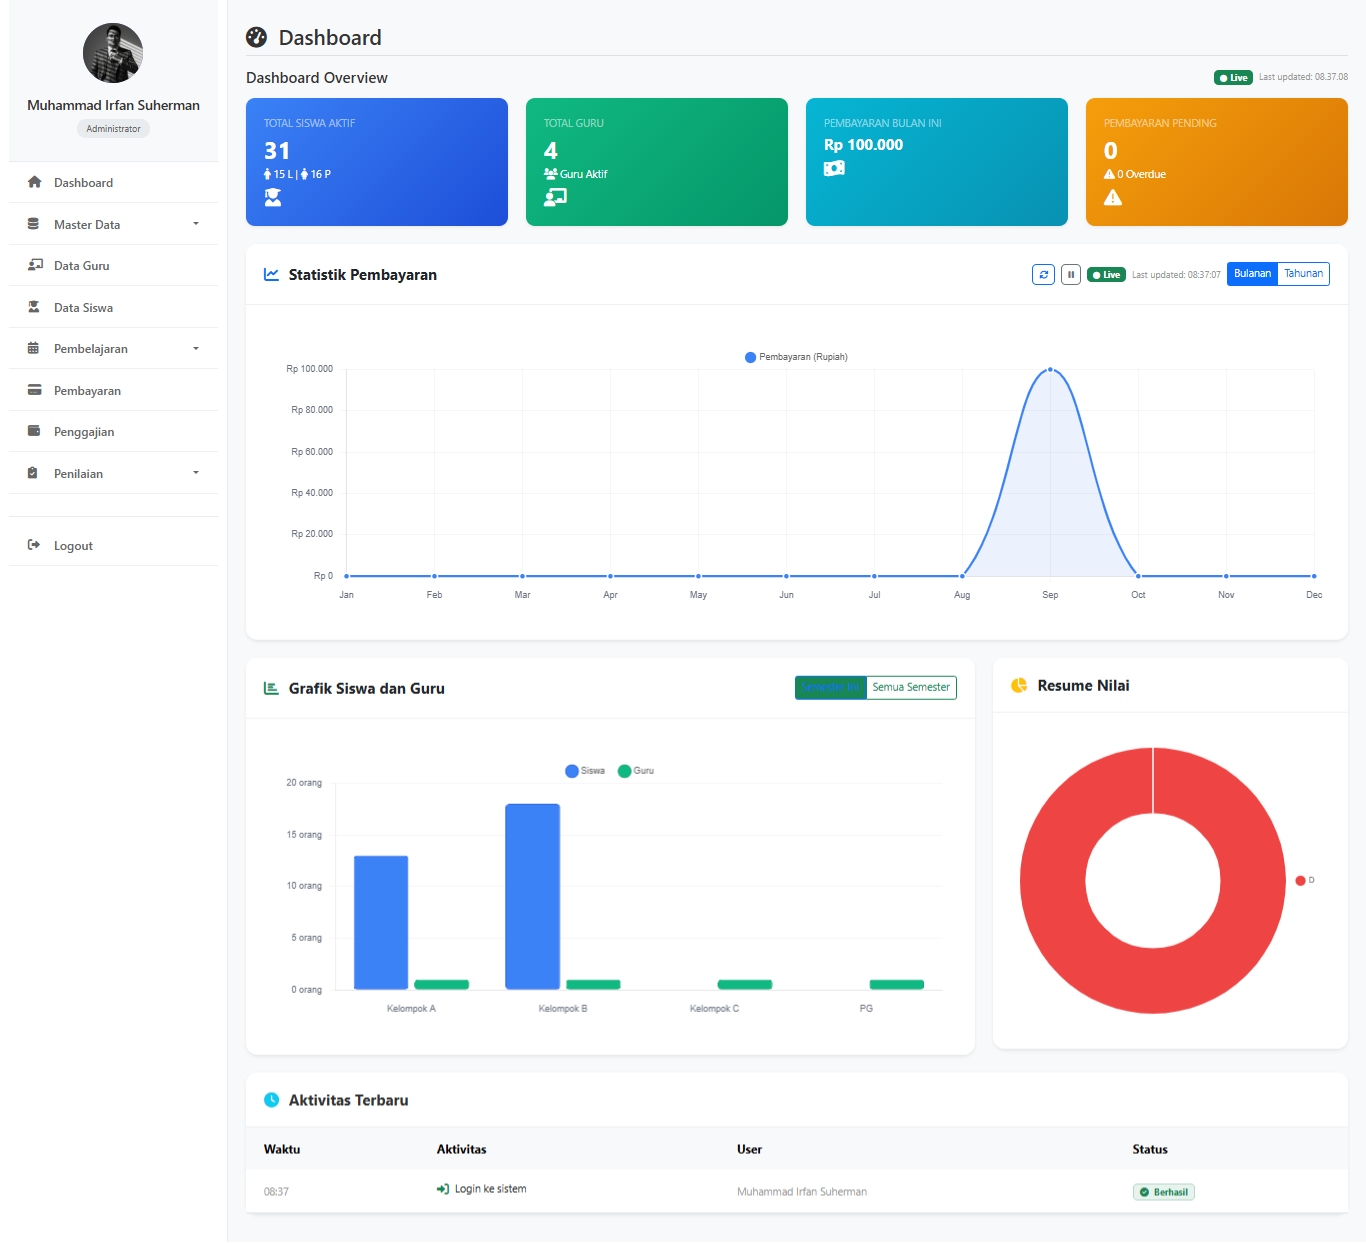 Muhammad Irfan Suherman
Administrator
Dashboard
Master Data
Data Guru
Data Siswa
Pembelajaran
Pembayaran
Penggajian
Penilaian
Logout
Dashboard
Dashboard Overview
Live Last updated: 08.37.08
TOTAL SISWA AKTIF
31
15 L | 16 P
TOTAL GURU
4
Guru Aktif
PEMBAYARAN BULAN INI
Rp 100.000
PEMBAYARAN PENDING
0
0 Overdue
Statistik Pembayaran
Live Last updated: 08:37:07 Bulanan Tahunan
Pembayaran (Rupiah)
Rp 100.000
Rp 80.000
Rp 60.000
Rp 40.000
Rp 20.000
Rp 0
Jan Feb Mar Apr May Jun Jul Aug Sep Oct Nov Dec
Grafik Siswa dan Guru
Semester Ini Semua Semester
Siswa Guru
20 orang
15 orang
10 orang
5 orang
0 orang
Kelompok A Kelompok B Kelompok C PG
Resume Nilai
D
Aktivitas Terbaru
Waktu Aktivitas User Status
08:37 Login ke sistem Muhammad Irfan Suherman Berhasil